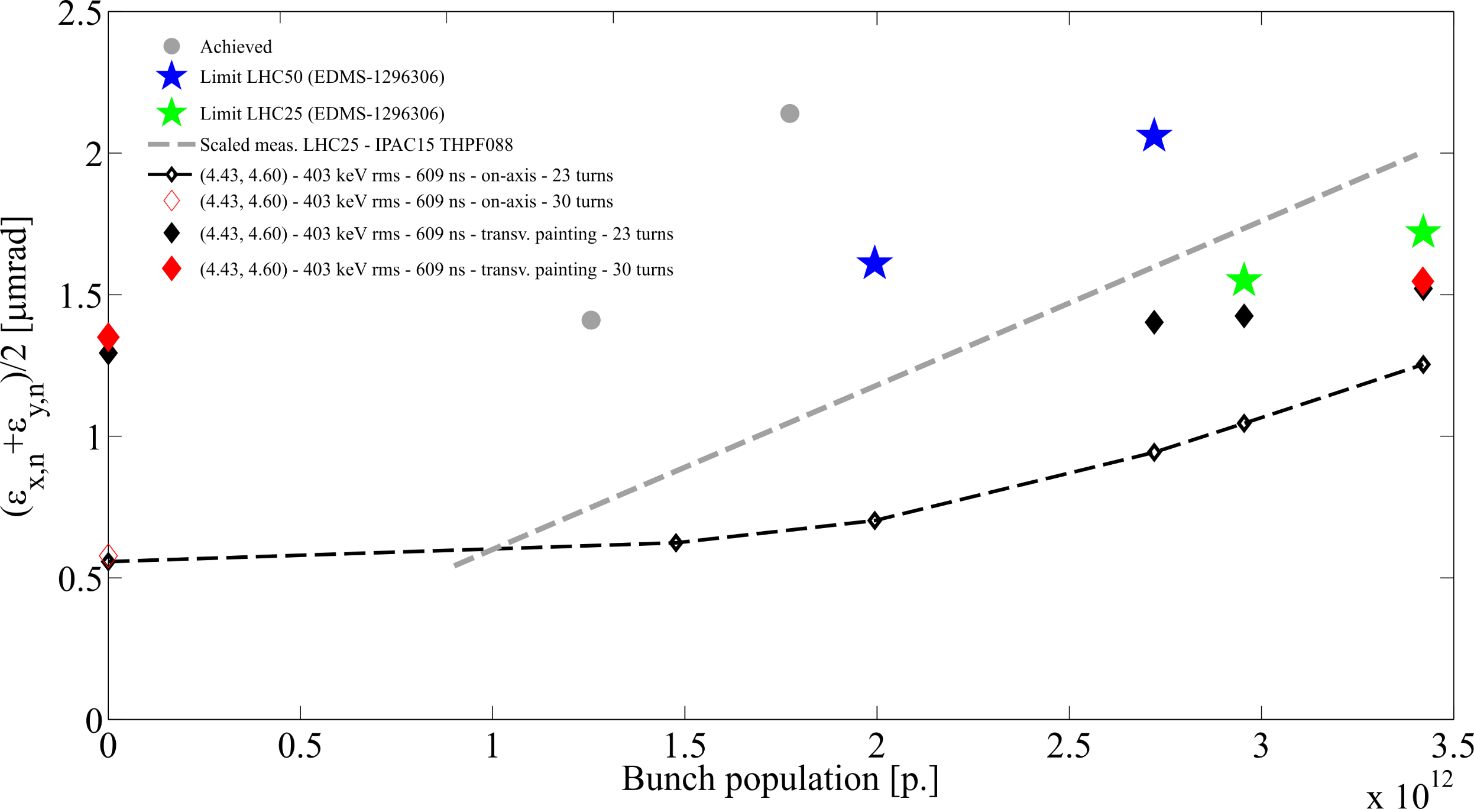 2.5
2
1.5
1
0.5
0
(εx,n+εy,n)/2 [µmrad]
Achieved
Limit LHC50 (EDMS-1296306)
Limit LHC25 (EDMS-1296306)
Scaled meas. LHC25 - IPAC15 THPF088
(4.43, 4.60) - 403 keV rms - 609 ns - on-axis - 23 turns
(4.43, 4.60) - 403 keV rms - 609 ns - on-axis - 30 turns
(4.43, 4.60) - 403 keV rms - 609 ns - transv. painting - 23 turns
(4.43, 4.60) - 403 keV rms - 609 ns - transv. painting - 30 turns
0 0.5 1 1.5 2 2.5 3 3.5
Bunch population [p.]
x 10^12